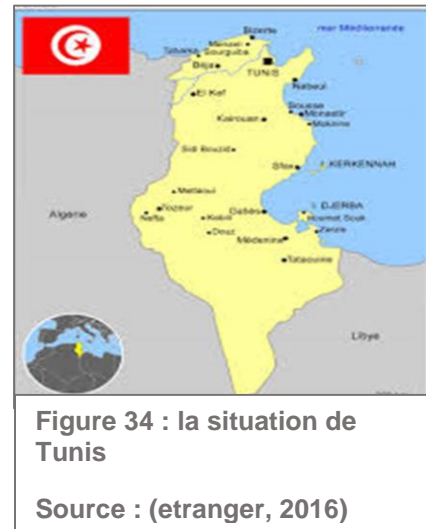 mer Méditerranée
Bizerte
Menzel
Bourguiba
Tabarka
Béja
TUNIS
Nabeul
El Kef
Sousse
Monastir
Moknine
Kairouan
Sidi Bouzid
Sfax
I. KERKENNAH
Metlaoui
I. DJERBA
Algérie
Tozeur
Nefta
Kebili
Gabès
Houmet Souk
Zarzis
Douz
Médenine
Tataouine
Libye
Figure 34 : la situation de
Tunis
Source : (etranger, 2016)